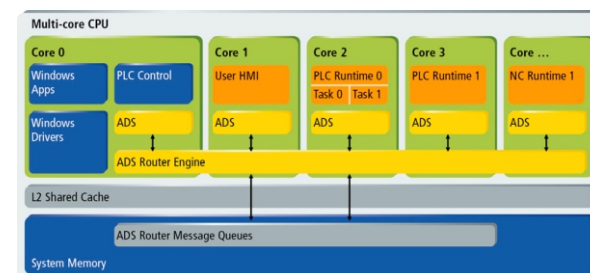 Multi-core CPU
Core 0
Core 1
Core 2
Core 3
Core ...
Windows
Apps
PLC Control
User HMI
PLC Runtime 0
Task 0
Task 1
PLC Runtime 1
NC Runtime 1
Windows
Drivers
ADS
ADS
ADS
ADS
ADS
ADS Router Engine
L2 Shared Cache
ADS Router Message Queues
System Memory